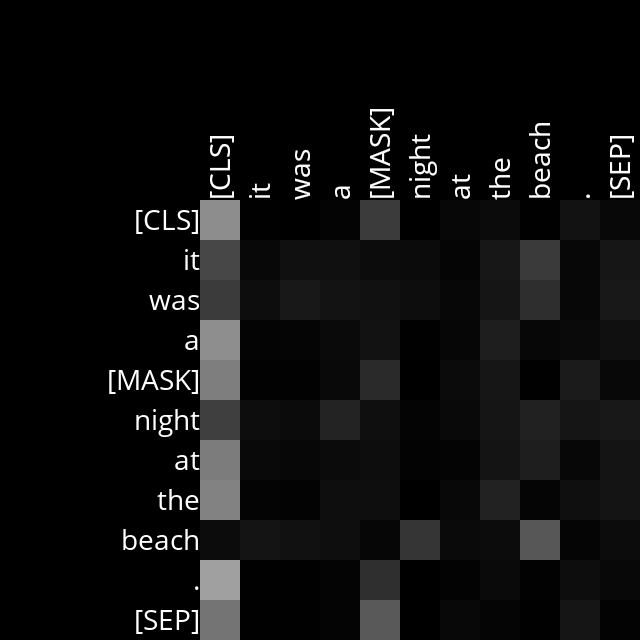 [CLS] it was a [MASK] night at the beach . [SEP]
[CLS]
it
was
a
[MASK]
night
at
the
beach
.
[SEP]